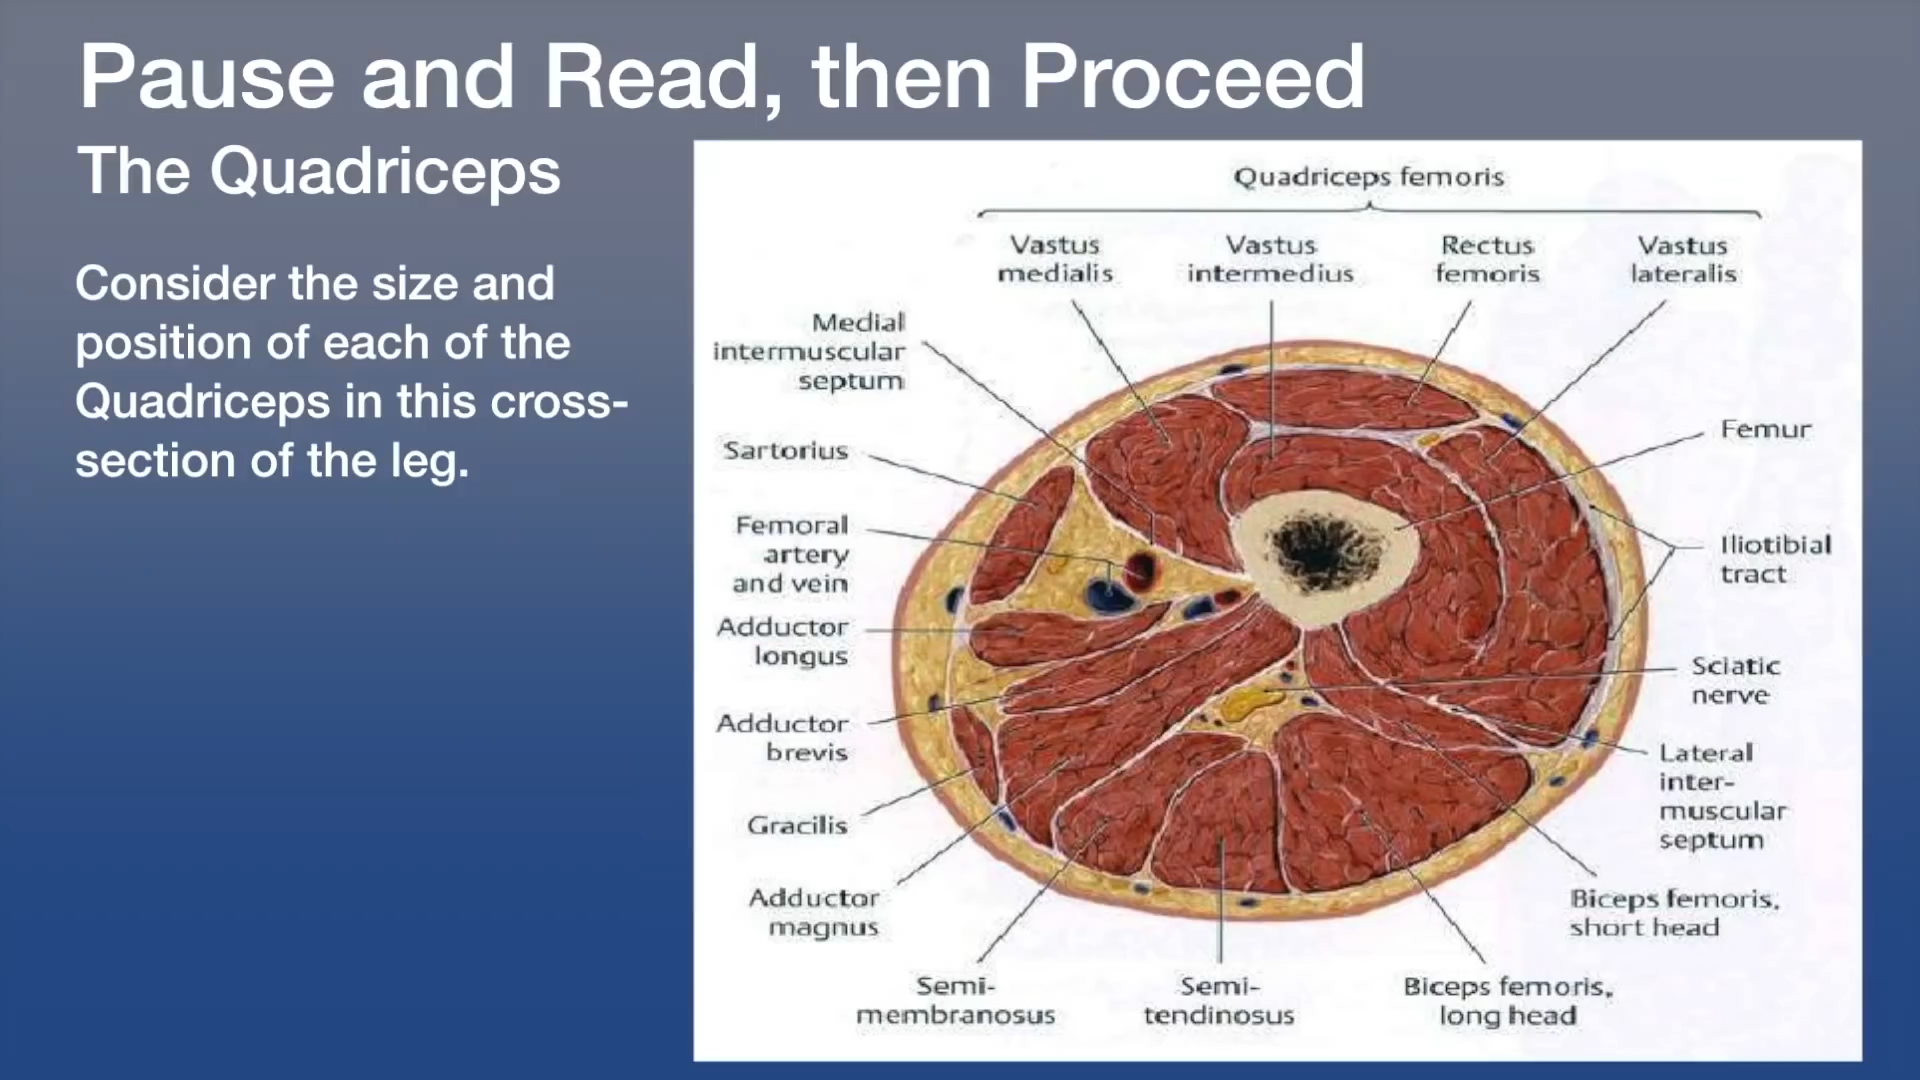 Pause and Read, then Proceed
The Quadriceps
Consider the size and
position of each of the
Quadriceps in this cross-
section of the leg.
Quadriceps femoris
Vastus
medialis
Vastus
intermedius
Rectus
femoris
Vastus
lateralis
Medial
intermuscular
septum
Sartorius
Femoral
artery
and vein
Adductor
longus
Adductor
brevis
Gracilis
Adductor
magnus
Semi-
membranosus
Semi-
tendinosus
Biceps femoris,
long head
Biceps femoris,
short head
Lateral
inter-
muscular
septum
Sciatic
nerve
Iliotibial
tract
Femur